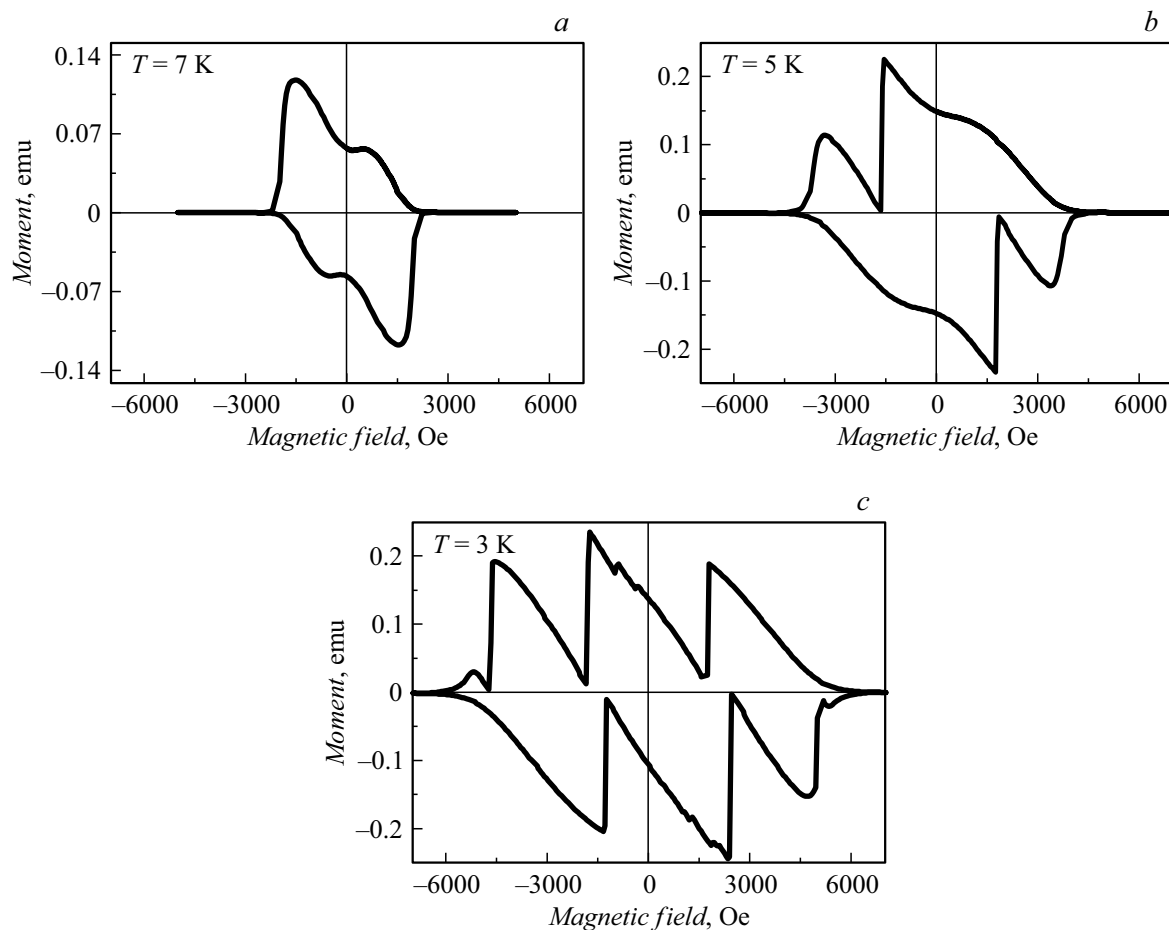 a
T = 7 K
0.14
0.07
0
–0.07
–0.14
Moment, emu
–6000 –3000 0 3000 6000
Magnetic field, Oe
b
T = 5 K
0.2
0.1
0
–0.1
–0.2
Moment, emu
–6000 –3000 0 3000 6000
Magnetic field, Oe
c
T = 3 K
0.2
0.1
0
–0.1
–0.2
Moment, emu
–6000 –3000 0 3000 6000
Magnetic field, Oe